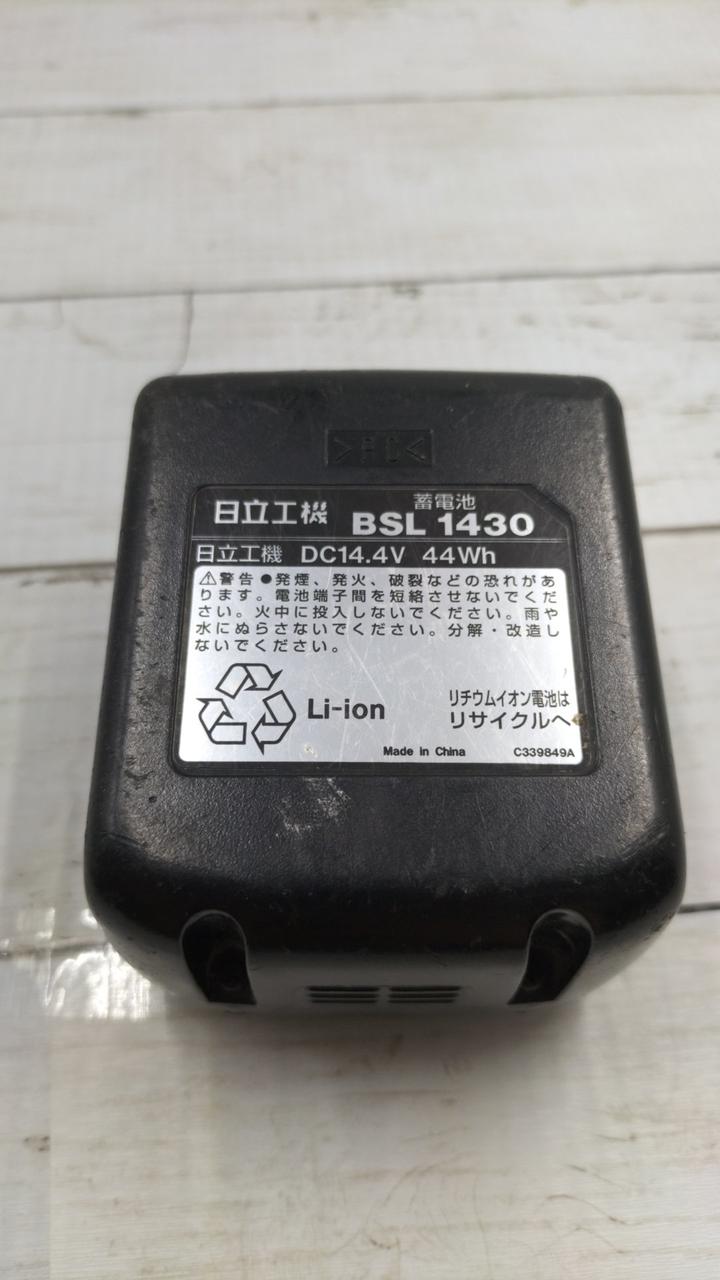 >PC<
日立工機
蓄電池
BSL 1430
日立工機 DC14.4V 44Wh
⚠警告●発煙、発火、破裂などの恐れがあ
ります。電池端子間を短絡させないでくだ
さい。火中に投入しないでください。雨や
水にぬらさないでください。分解・改造し
ないでください。
Li-ion
リチウムイオン電池は
リサイクルへ
Made in China
C339849A